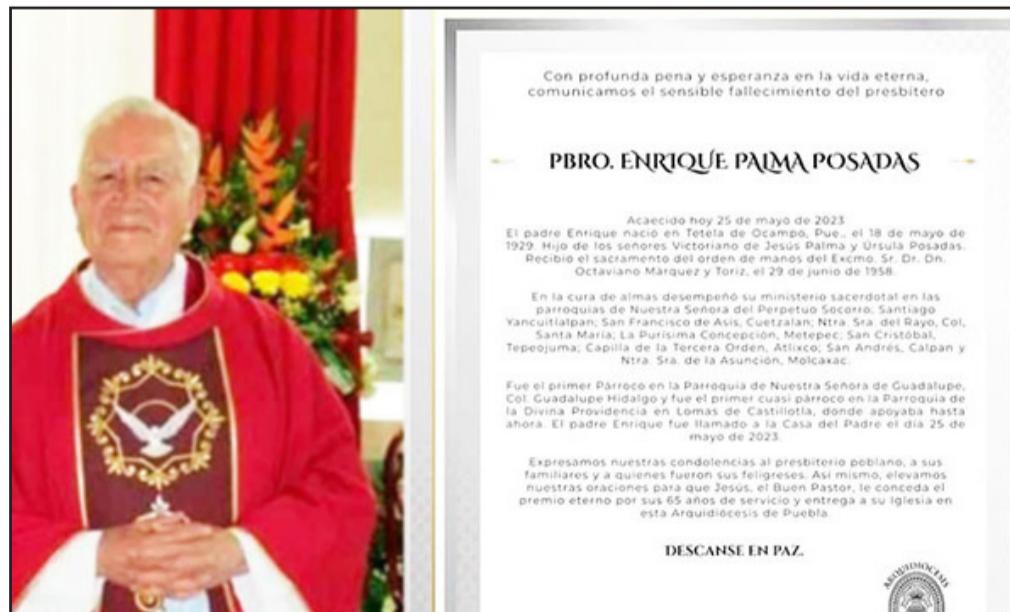 Con profunda pena y esperanza en la vida eterna,
comunicamos el sensible fallecimiento del presbítero
PBRO. ENRIQUE PALMA POSADAS
Acaecido hoy 25 de mayo de 2023
El padre Enrique nació en Tetela de Ocampo, Pue., el 18 de mayo de
1929. Hijo de los señores Victoriano de Jesús Palma y Úrsula Posadas.
Recibió el sacramento del orden de manos del Excmo. Sr. Dr. Dn.
Octaviano Márquez y Toriz, el 29 de junio de 1958.
En la cura de almas desempeñó su ministerio sacerdotal en las
parroquias de Nuestra Señora del Perpetuo Socorro; Santiago
Yancuitlalpan; San Francisco de Asís, Cuetzalan; Ntra. Sra. del Rayo, Col,
Santa María; La Purísima Concepción, Metepec; San Cristóbal,
Tepeojuma; Capilla de la Tercera Orden, Atlixco; San Andrés, Calpan y
Ntra. Sra. de la Asunción, Molcaxac.
Fue el primer Párroco en la Parroquia de Nuestra Señora de Guadalupe,
Col. Guadalupe Hidalgo y fue el primer cuasi párroco en la Parroquia de
la Divina Providencia en Lomas de Castillotla, donde apoyaba hasta
ahora. El padre Enrique fue llamado a la Casa del Padre el día 25 de
mayo de 2023.
Expresamos nuestras condolencias al presbiterio poblano, a sus
familiares y a quienes fueron sus feligreses. Así mismo, elevamos
nuestras oraciones para que Jesús, el Buen Pastor, le conceda el
premio eterno por sus 65 años de servicio y entrega a su Iglesia en
esta Arquidiócesis de Puebla.
DESCANSE EN PAZ.
ARQUIDIÓCESIS